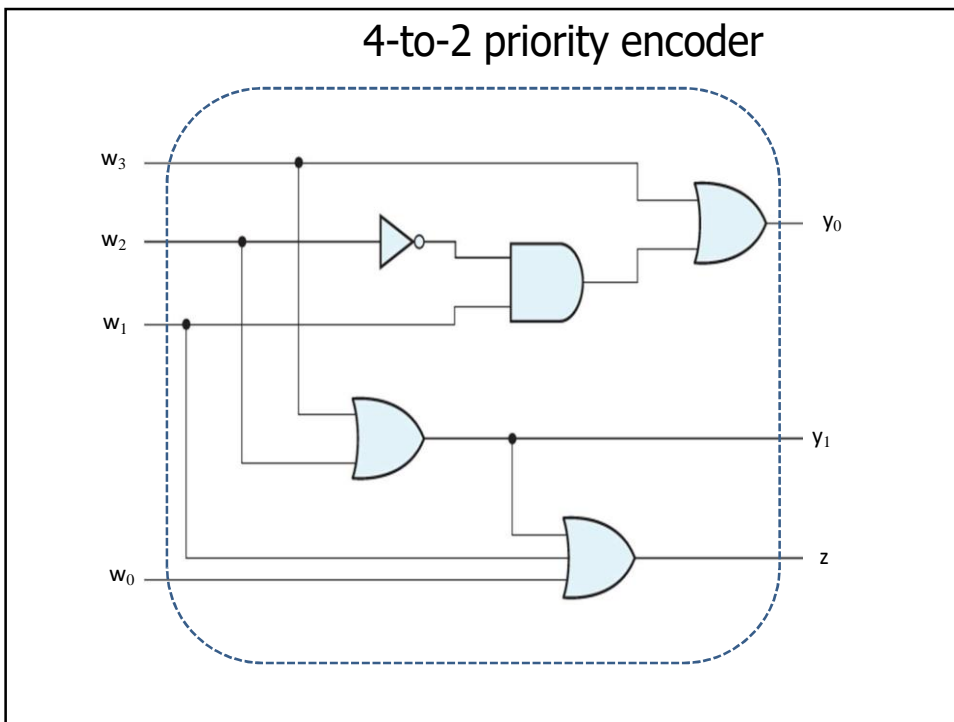 4-to-2 priority encoder
w₃
y₀
w₂
w₁
y₁
z
w₀